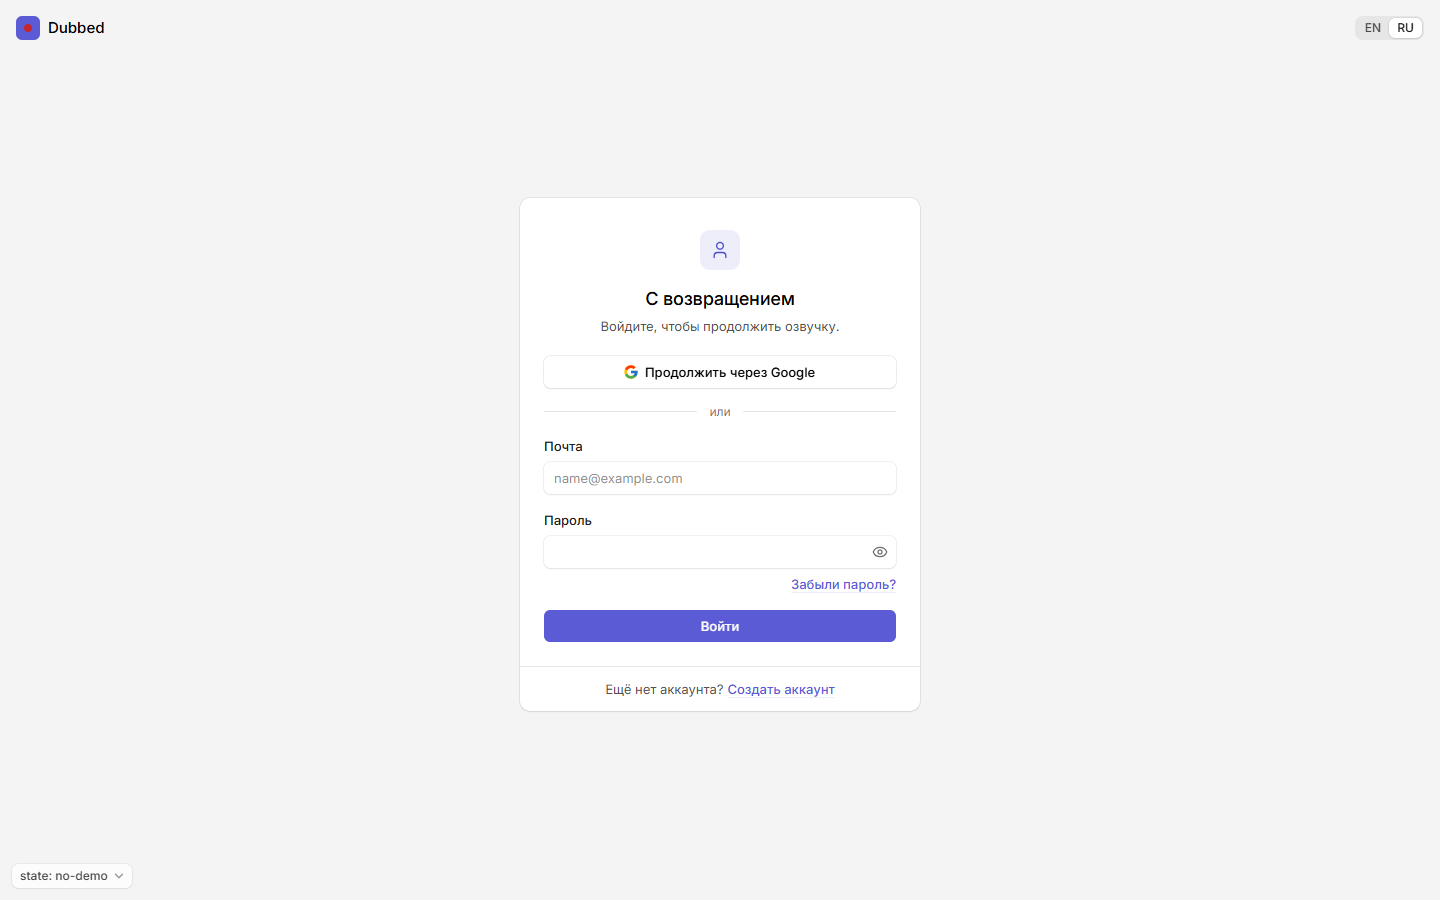 Dubbed
EN RU
С возвращением
Войдите, чтобы продолжить озвучку.
Продолжить через Google
или
Почта
name@example.com
Пароль
Забыли пароль?
Войти
Ещё нет аккаунта? Создать аккаунт
state: no-demo